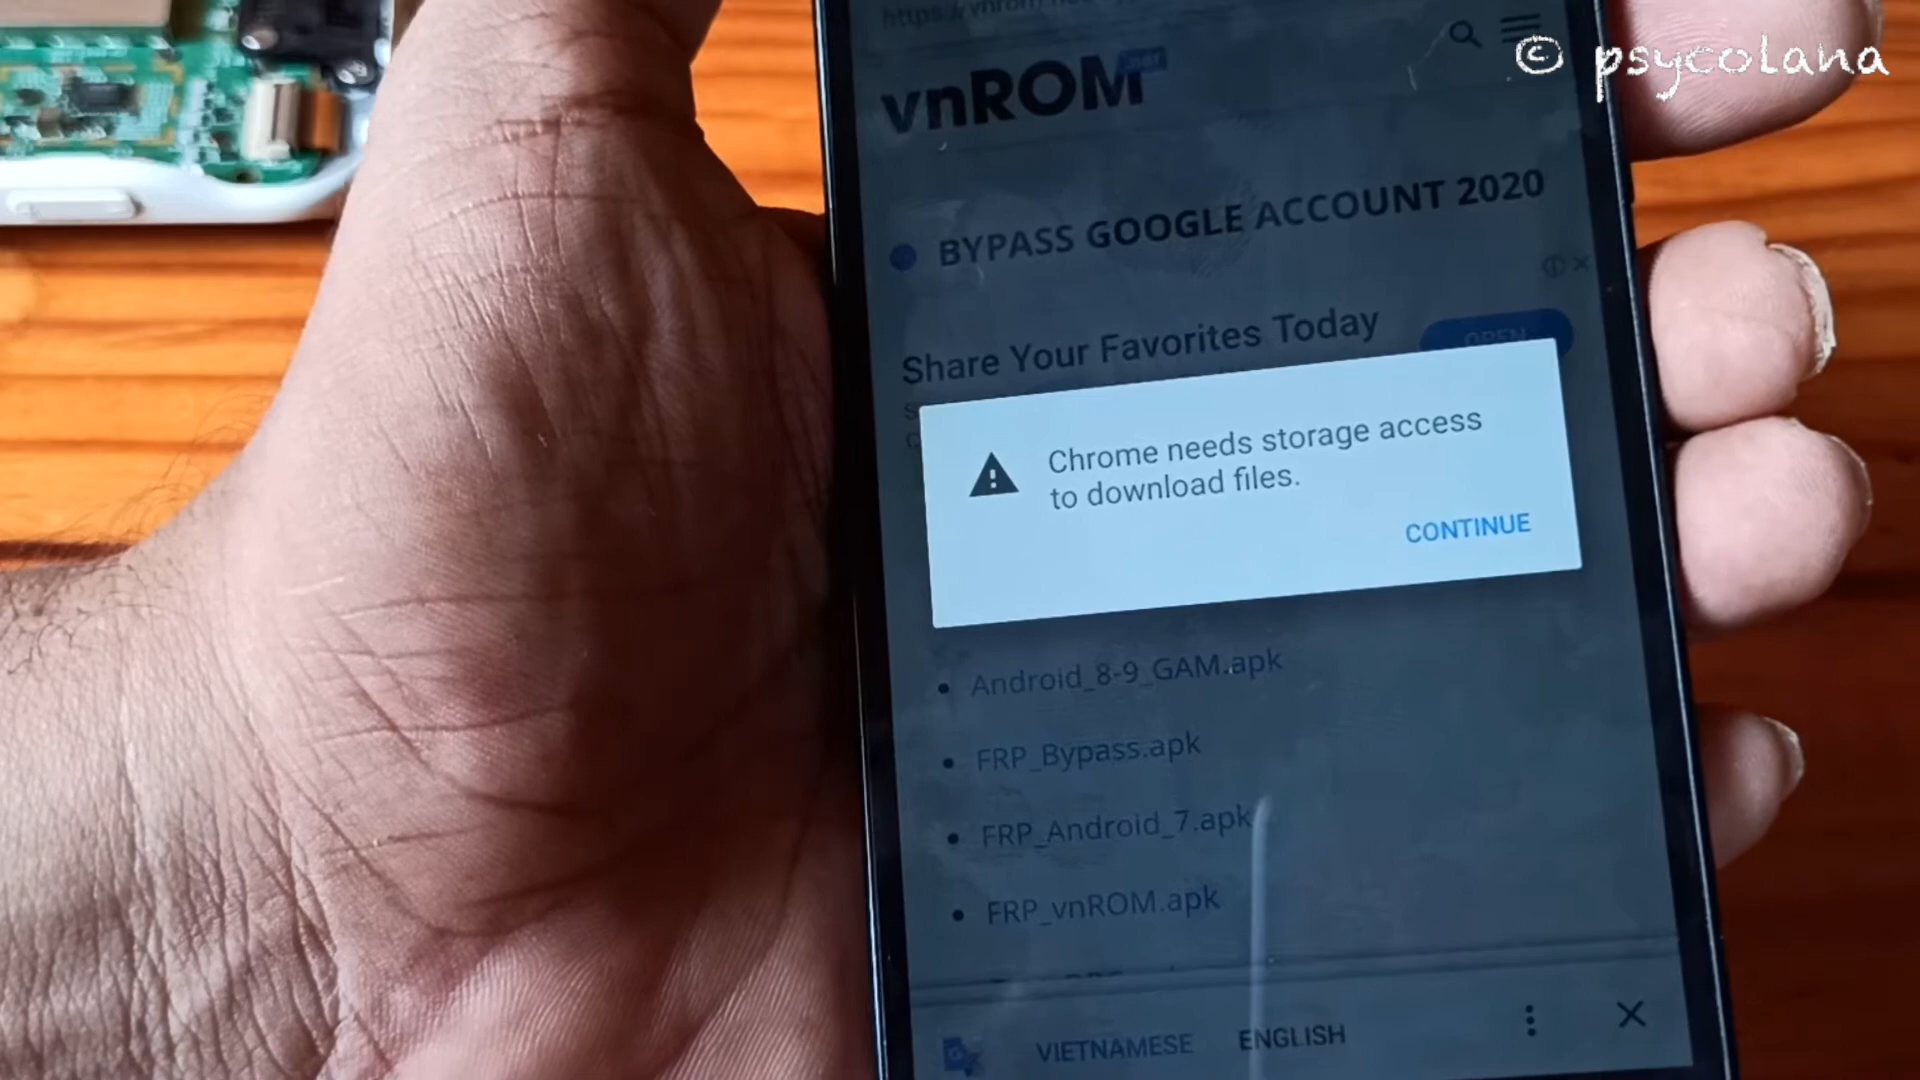 © psycolana
vnROM
BYPASS GOOGLE ACCOUNT 2020
Share Your Favorites Today
OPEN
Chrome needs storage access
to download files.
CONTINUE
Android_8-9_GAM.apk
FRP_Bypass.apk
FRP_Android_7.apk
FRP_vnROM.apk
VIETNAMESE ENGLISH